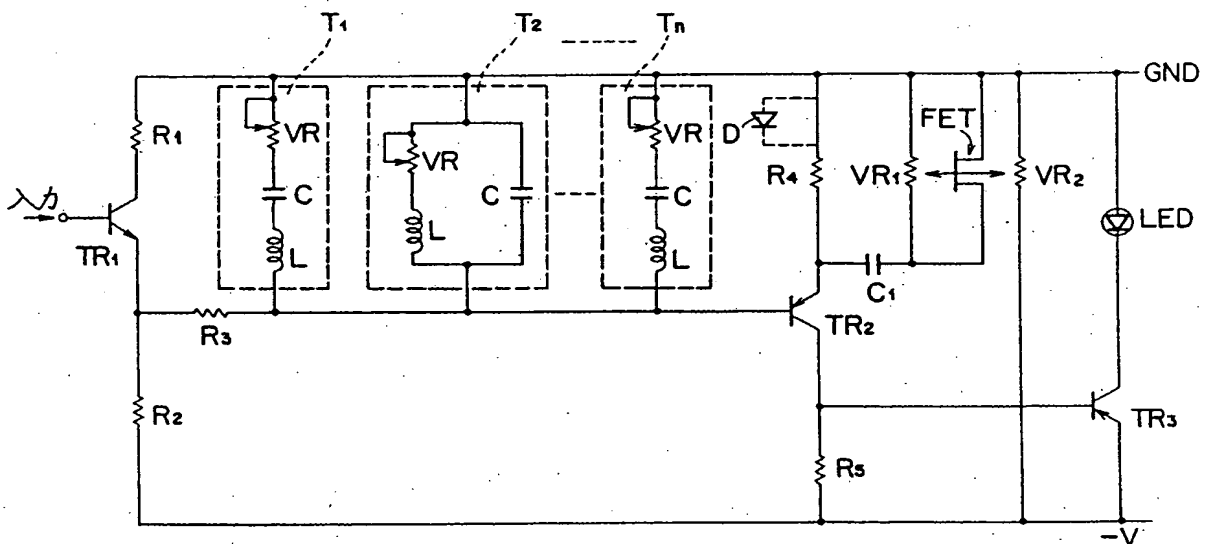 T1
T2
Tn
GND
R1
VR
C
L
VR
L
C
VR
C
L
D
R4
VR1
FET
VR2
LED
入力
TR1
C1
R3
TR2
R2
TR3
R5
-V